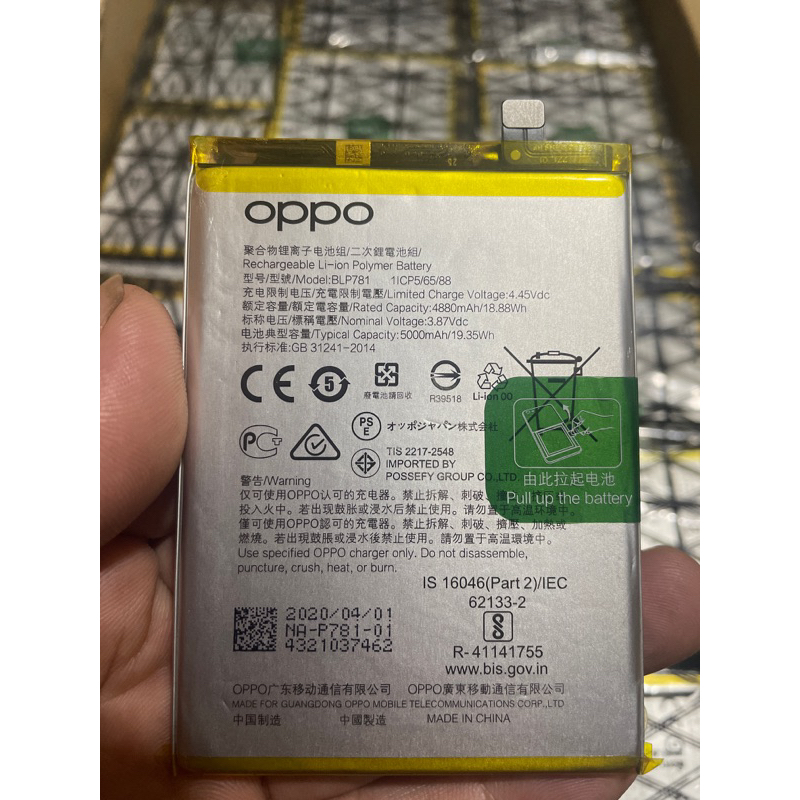 oppo
聚合物锂离子电池组/二次鋰電池組/
Rechargeable Li-ion Polymer Battery
型号/型號/Model:BLP781 1ICP5/65/88
充电限制电压/充電限制電壓/Limited Charge Voltage:4.45Vdc
额定容量/額定電容量/Rated Capacity:4880mAh/18.88Wh
标称电压/標稱電壓/Nominal Voltage:3.87Vdc
电池典型容量/Typical Capacity:5000mAh/19.35Wh
执行标准:GB 31241-2014
CE
5
廢電池請回收
R39518
Li-ion 00
PS
E
オッポジャパン株式会社
TIS 2217-2548
IMPORTED BY
POSSEFY GROUP CO.,LTD
由此拉起电池
Pull up the battery
警告/Warning
仅可使用OPPO认可的充电器。禁止拆解、刺破、
投入火中。若出现鼓胀或浸水后禁止使用。请勿置于高温环境中。
僅可使用OPPO認可的充電器。禁止拆解、刺破、擠壓、加熱或
燃燒。若出現鼓脹或浸水，禁止使用。請勿置于高溫環境中。
Use specified OPPO charger only. Do not disassemble,
puncture, crush, heat, or burn.
IS 16046(Part 2)/IEC
62133-2
R- 41141755
www.bis.gov.in
2020/04/01
NA-P781-01
4321037462
OPPO广东移动通信有限公司 OPPO廣東移動通信有限公司
MADE FOR GUANGDONG OPPO MOBILE TELECOMMUNICATIONS CORP.,LTD
中国制造 中國製造 MADE IN CHINA